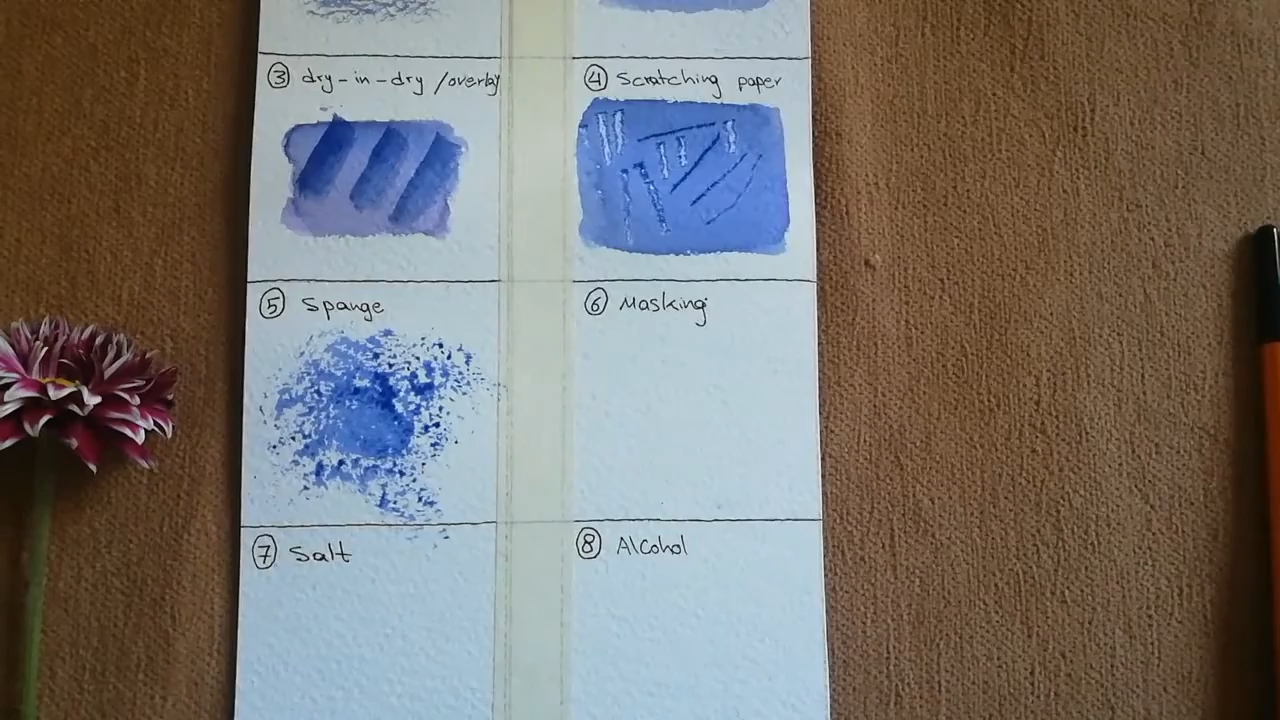 ③ dry-in-dry /overlay
④ Scratching paper
⑤ Spange
⑥ Masking
⑦ Salt
⑧ Alcohol